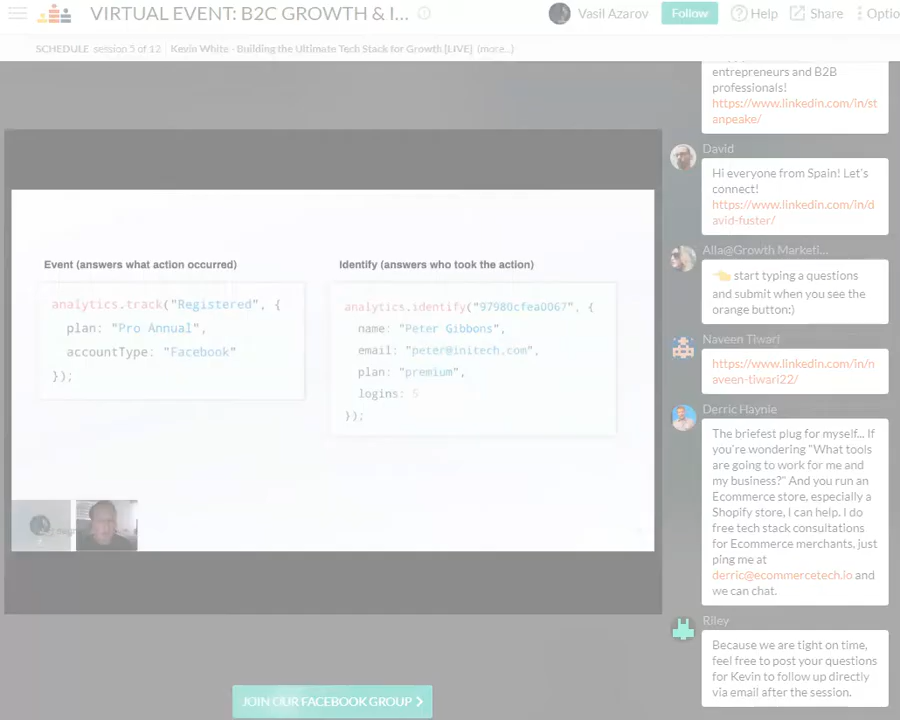 VIRTUAL EVENT: B2C GROWTH & I...
Vasil Azarov
Follow
Help
Share
Optio
SCHEDULE session 5 of 12 Kevin White - Building the Ultimate Tech Stack for Growth [LIVE] (more...)
Event (answers what action occurred)
analytics.track("Registered", {
plan: "Pro Annual",
accountType: "Facebook"
});
Identify (answers who took the action)
analytics.identify("97980cfea0067", {
name: "Peter Gibbons",
email: "peter@initech.com",
plan: "premium",
logins: 5
});
JOIN OUR FACEBOOK GROUP
entrepreneurs and B2B
professionals!
https://www.linkedin.com/in/st
anpeake/
David
Hi everyone from Spain! Let's
connect!
https://www.linkedin.com/in/d
avid-fuster/
Alla@Growth Marketi...
start typing a questions
and submit when you see the
orange button:)
Naveen Tiwari
https://www.linkedin.com/in/n
aveen-tiwari22/
Derric Haynie
The briefest plug for myself... If
you're wondering "What tools
are going to work for me and
my business?" And you run an
Ecommerce store, especially a
Shopify store, I can help. I do
free tech stack consultations
for Ecommerce merchants, just
ping me at
derric@ecommercetech.io and
we can chat.
Riley
Because we are tight on time,
feel free to post your questions
for Kevin to follow up directly
via email after the session.